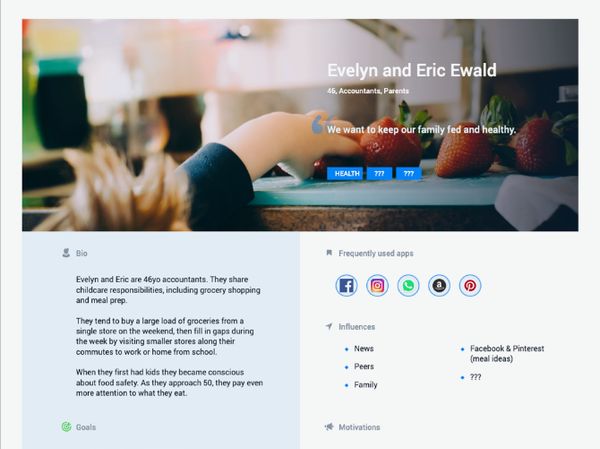 Evelyn and Eric Ewald
46, Accountants, Parents
We want to keep our family fed and healthy.
HEALTH ??? ???
Bio
Evelyn and Eric are 46yo accountants. They share
childcare responsibilities, including grocery shopping
and meal prep.
They tend to buy a large load of groceries from a
single store on the weekend, then fill in gaps during
the week by visiting smaller stores along their
commutes to work or home from school.
When they first had kids they became conscious
about food safety. As they approach 50, they pay even
more attention to what they eat.
Goals
Frequently used apps
Influences
News
Peers
Family
Facebook & Pinterest
(meal ideas)
???
Motivations